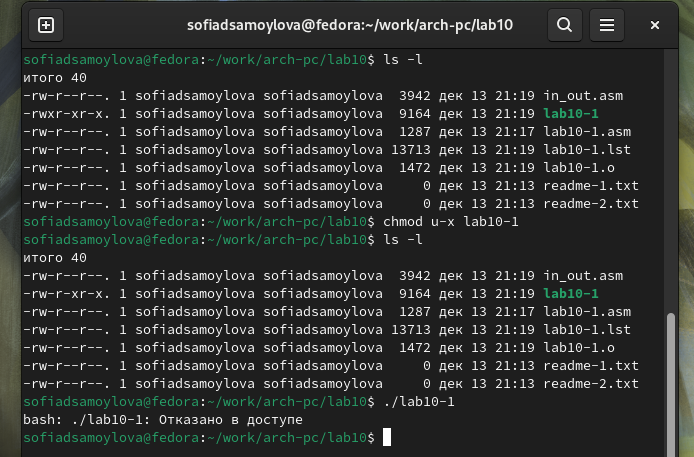 sofiadsamoylova@fedora:~/work/arch-pc/lab10
sofiadsamoylova@fedora:~/work/arch-pc/lab10$ ls -l
итого 40
-rw-r--r--. 1 sofiadsamoylova sofiadsamoylova  3942 дек 13 21:19 in_out.asm
-rwxr-xr-x. 1 sofiadsamoylova sofiadsamoylova  9164 дек 13 21:19 lab10-1
-rw-r--r--. 1 sofiadsamoylova sofiadsamoylova  1287 дек 13 21:17 lab10-1.asm
-rw-r--r--. 1 sofiadsamoylova sofiadsamoylova 13713 дек 13 21:19 lab10-1.lst
-rw-r--r--. 1 sofiadsamoylova sofiadsamoylova  1472 дек 13 21:19 lab10-1.o
-rw-r--r--. 1 sofiadsamoylova sofiadsamoylova     0 дек 13 21:13 readme-1.txt
-rw-r--r--. 1 sofiadsamoylova sofiadsamoylova     0 дек 13 21:13 readme-2.txt
sofiadsamoylova@fedora:~/work/arch-pc/lab10$ chmod u-x lab10-1
sofiadsamoylova@fedora:~/work/arch-pc/lab10$ ls -l
итого 40
-rw-r--r--. 1 sofiadsamoylova sofiadsamoylova  3942 дек 13 21:19 in_out.asm
-rw-r-xr-x. 1 sofiadsamoylova sofiadsamoylova  9164 дек 13 21:19 lab10-1
-rw-r--r--. 1 sofiadsamoylova sofiadsamoylova  1287 дек 13 21:17 lab10-1.asm
-rw-r--r--. 1 sofiadsamoylova sofiadsamoylova 13713 дек 13 21:19 lab10-1.lst
-rw-r--r--. 1 sofiadsamoylova sofiadsamoylova  1472 дек 13 21:19 lab10-1.o
-rw-r--r--. 1 sofiadsamoylova sofiadsamoylova     0 дек 13 21:13 readme-1.txt
-rw-r--r--. 1 sofiadsamoylova sofiadsamoylova     0 дек 13 21:13 readme-2.txt
sofiadsamoylova@fedora:~/work/arch-pc/lab10$ ./lab10-1
bash: ./lab10-1: Отказано в доступе
sofiadsamoylova@fedora:~/work/arch-pc/lab10$